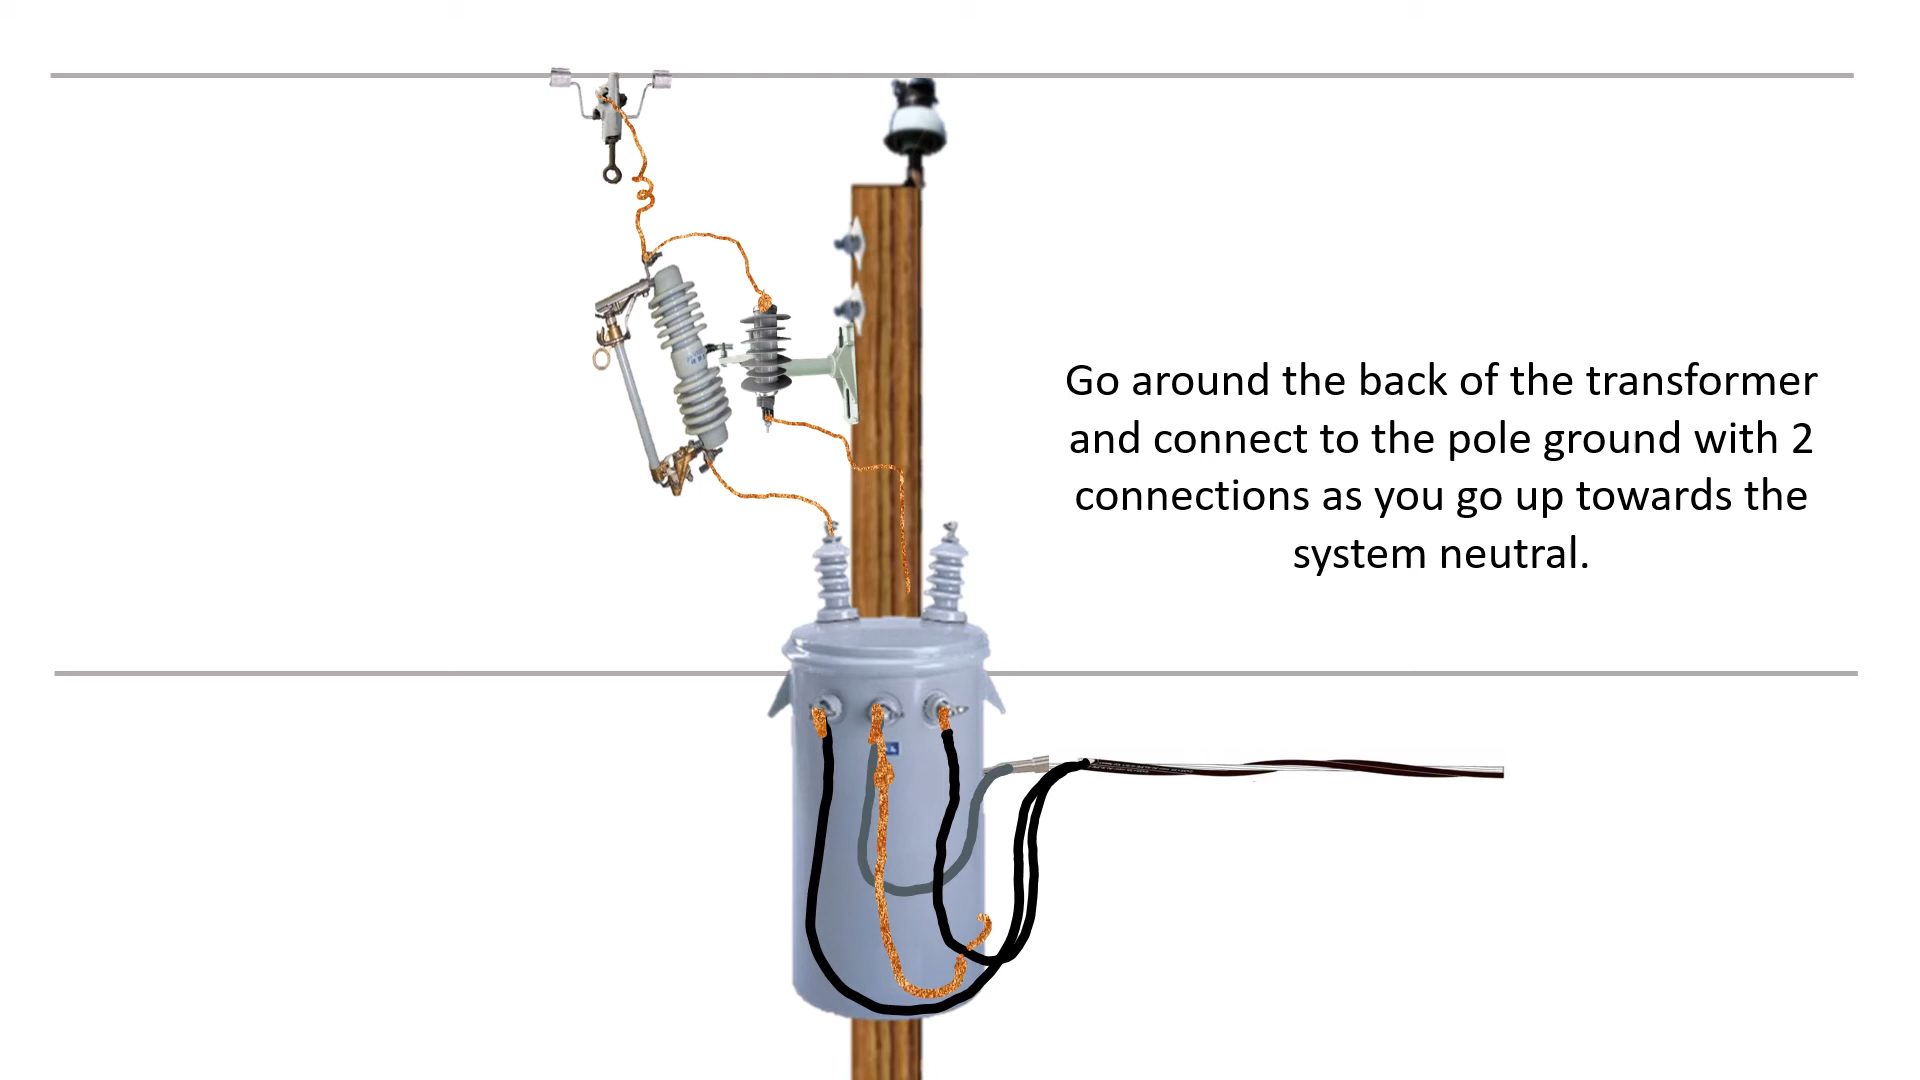 Go around the back of the transformer
and connect to the pole ground with 2
connections as you go up towards the
system neutral.